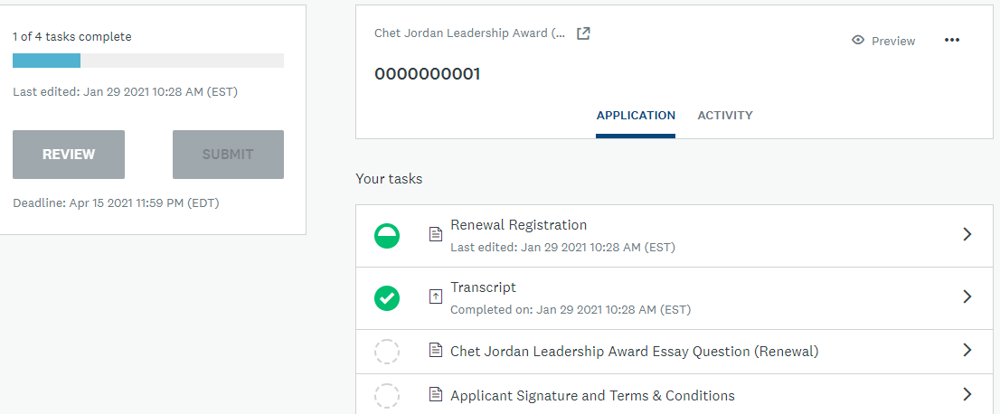 1 of 4 tasks complete
Last edited: Jan 29 2021 10:28 AM (EST)
REVIEW
SUBMIT
Deadline: Apr 15 2021 11:59 PM (EDT)
Chet Jordan Leadership Award (...
Preview
0000000001
APPLICATION
ACTIVITY
Your tasks
Renewal Registration
Last edited: Jan 29 2021 10:28 AM (EST)
Transcript
Completed on: Jan 29 2021 10:28 AM (EST)
Chet Jordan Leadership Award Essay Question (Renewal)
Applicant Signature and Terms & Conditions